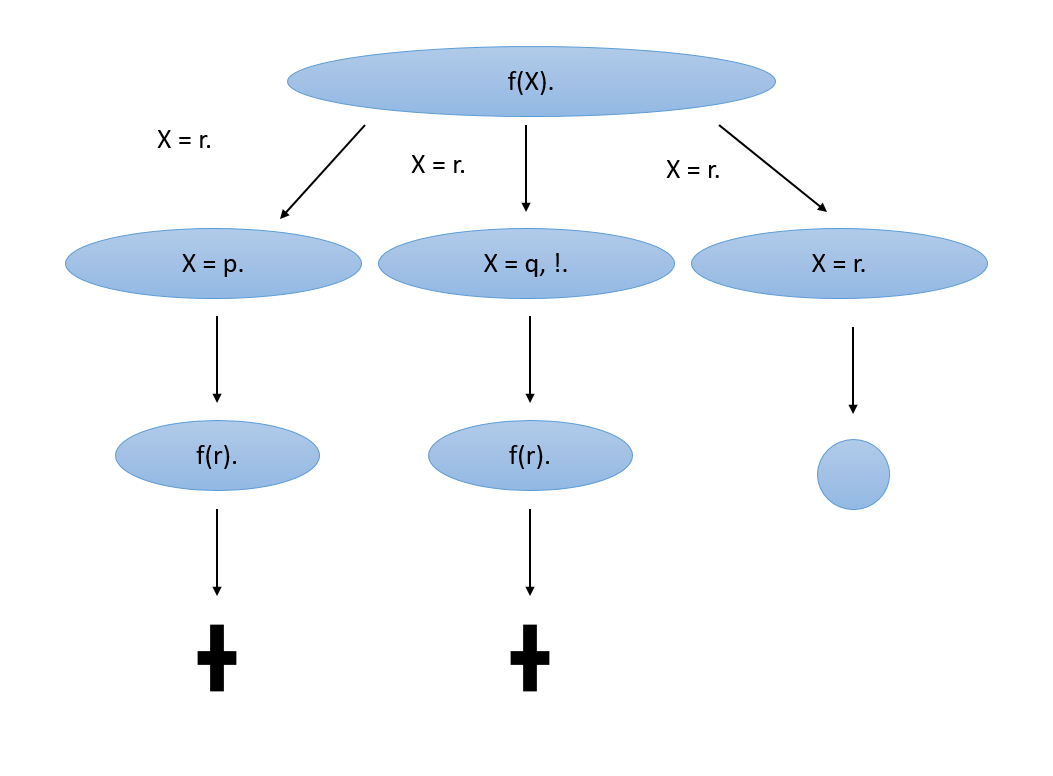 f(X).
X = r.
X = r.
X = r.
X = p.
X = q, !.
X = r.
f(r).
f(r).